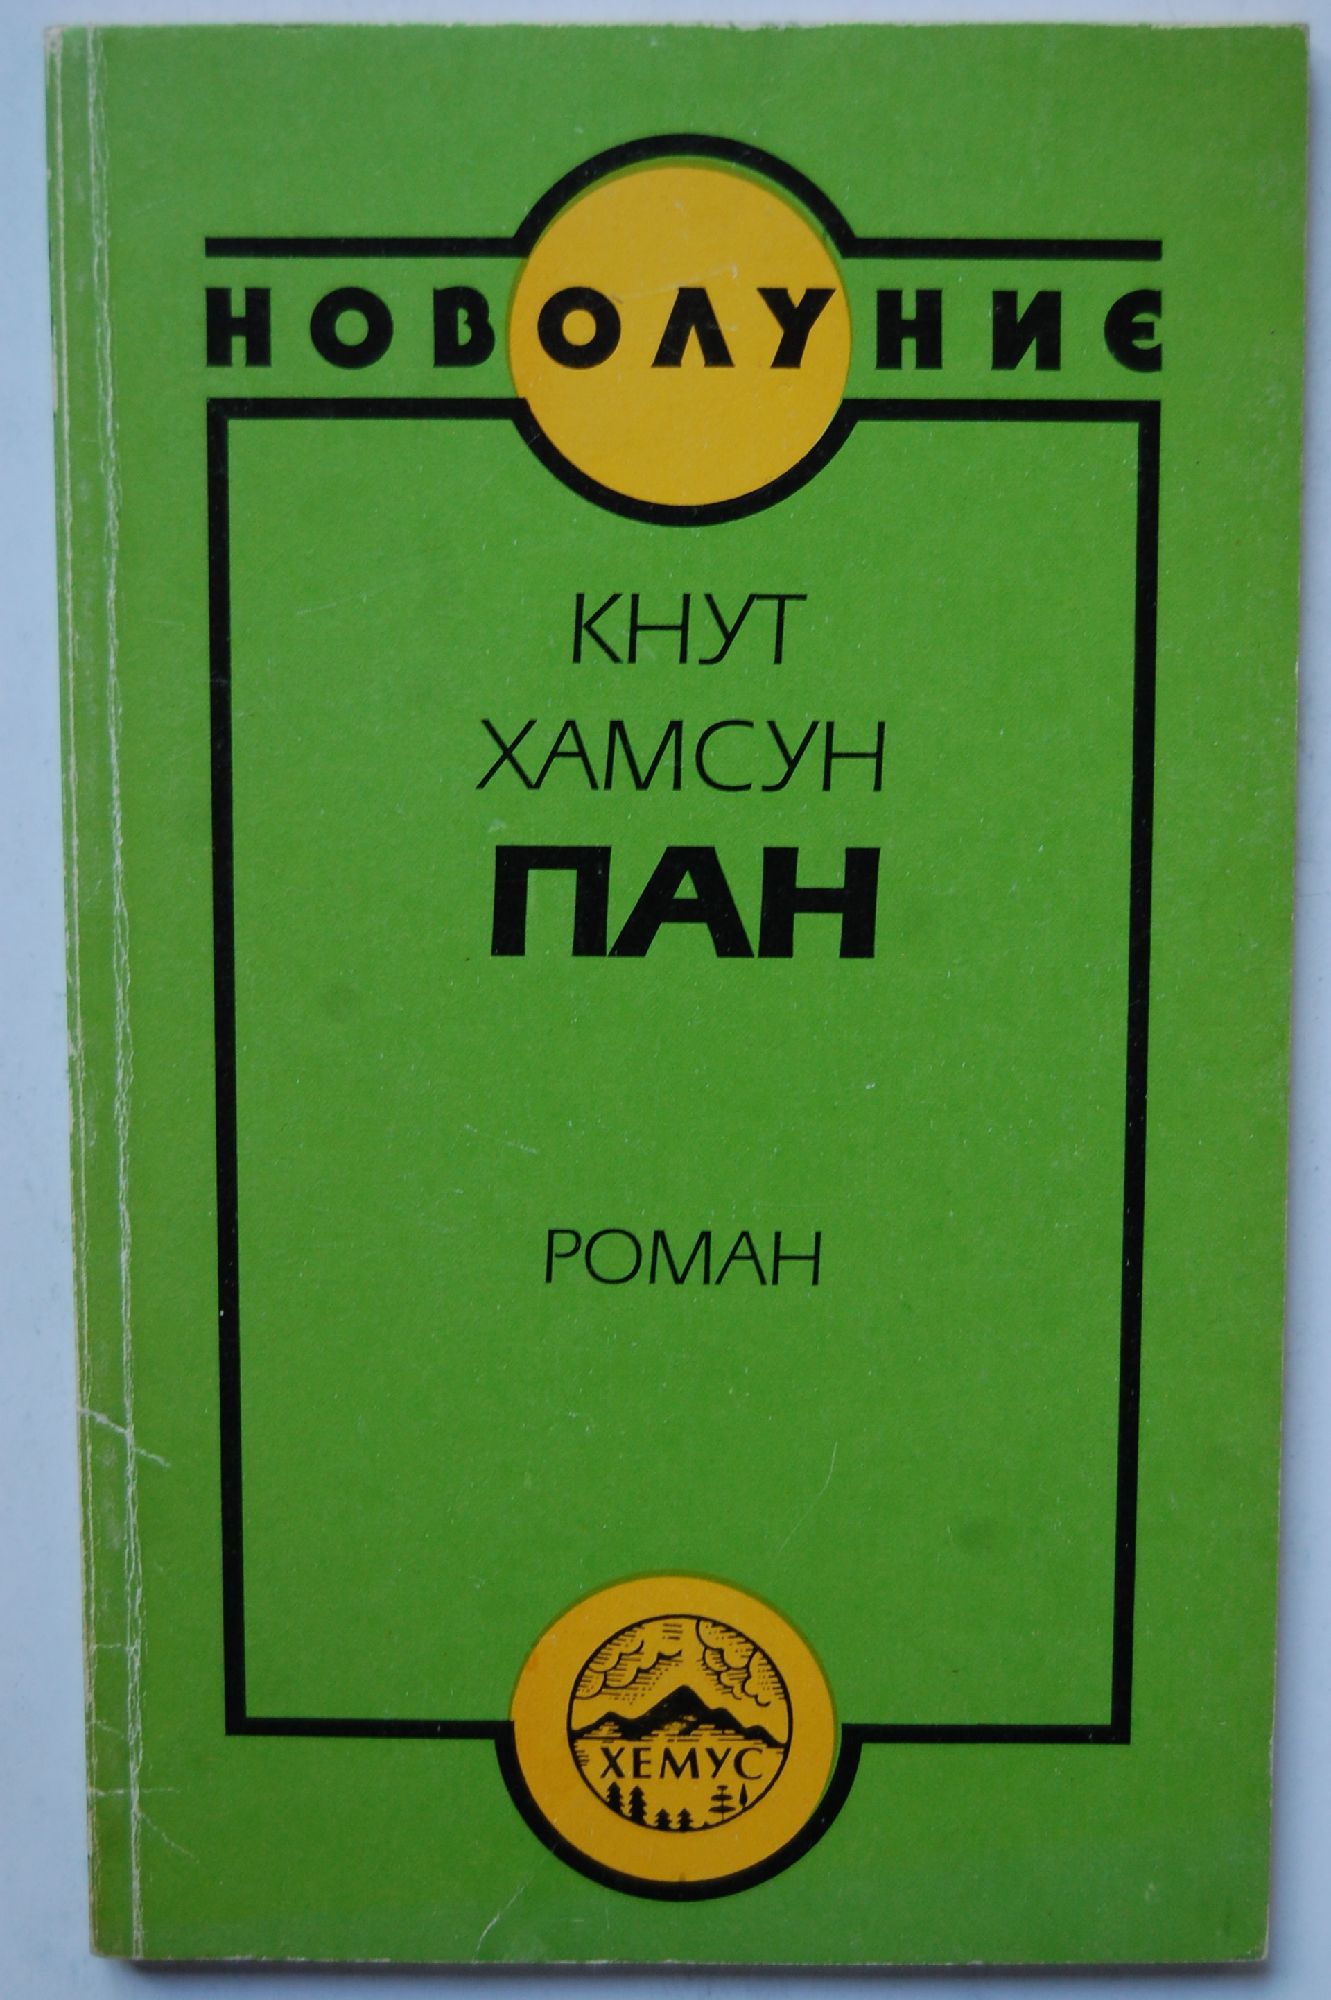 НОВОЛУНИЕ
КНУТ
ХАМСУН
ПАН
РОМАН
ХЕМУС